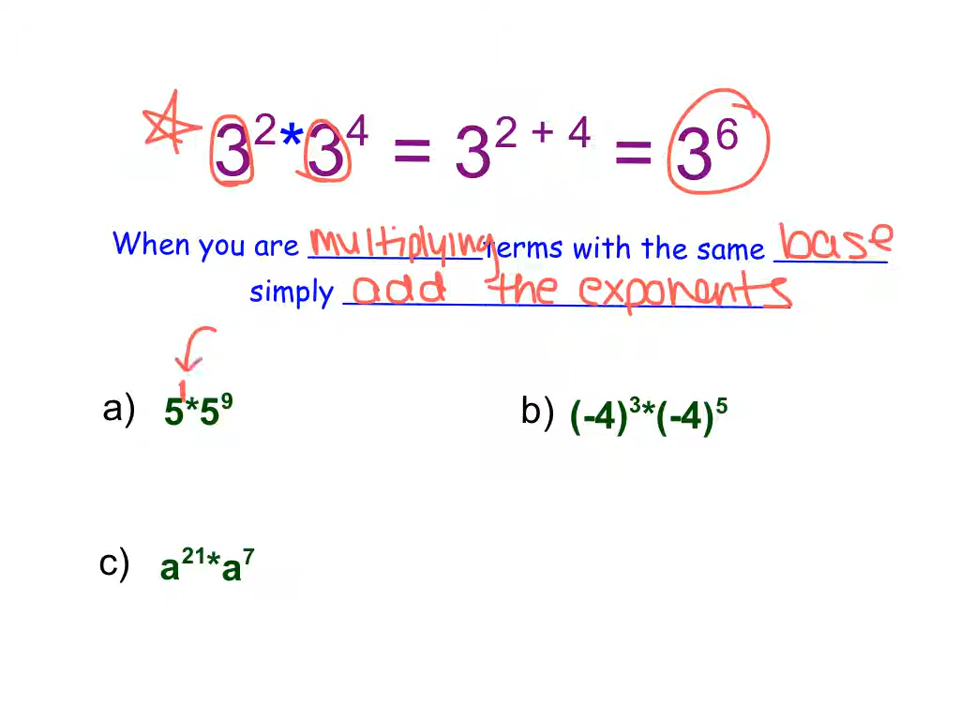 3² * 3⁴ = 3² ⁺ ⁴ = 3⁶
When you are multiplying terms with the same base
simply add the exponents
a) 5¹*5⁹
b) (-4)³*(-4)⁵
c) a²¹*a⁷